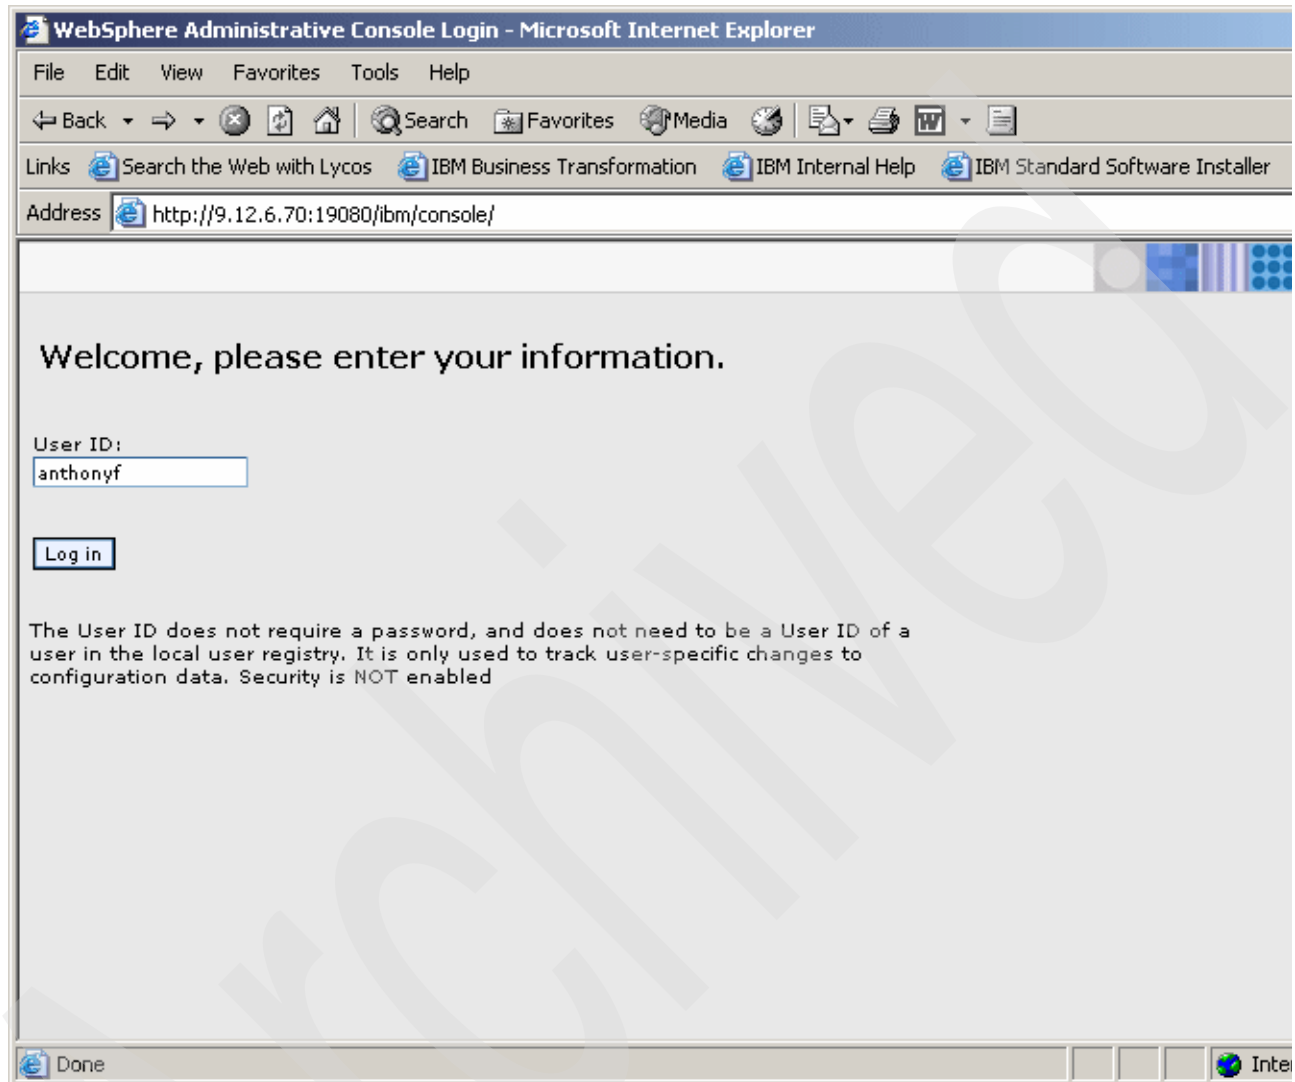 WebSphere Administrative Console Login - Microsoft Internet Explorer
File Edit View Favorites Tools Help
Back Search Favorites Media W
Links Search the Web with Lycos IBM Business Transformation IBM Internal Help IBM Standard Software Installer
Address http://9.12.6.70:19080/ibm/console/
Welcome, please enter your information.
User ID:
anthonyf
Log in
The User ID does not require a password, and does not need to be a User ID of a
user in the local user registry. It is only used to track user-specific changes to
configuration data. Security is NOT enabled
Done Inter
Archived